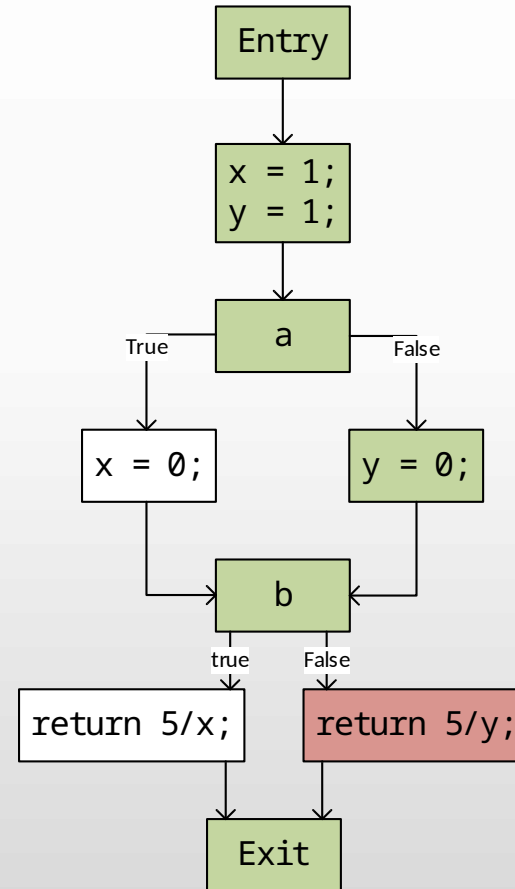 Entry
x = 1;
y = 1;
a
True
False
x = 0;
y = 0;
b
true
False
return 5/x;
return 5/y;
Exit